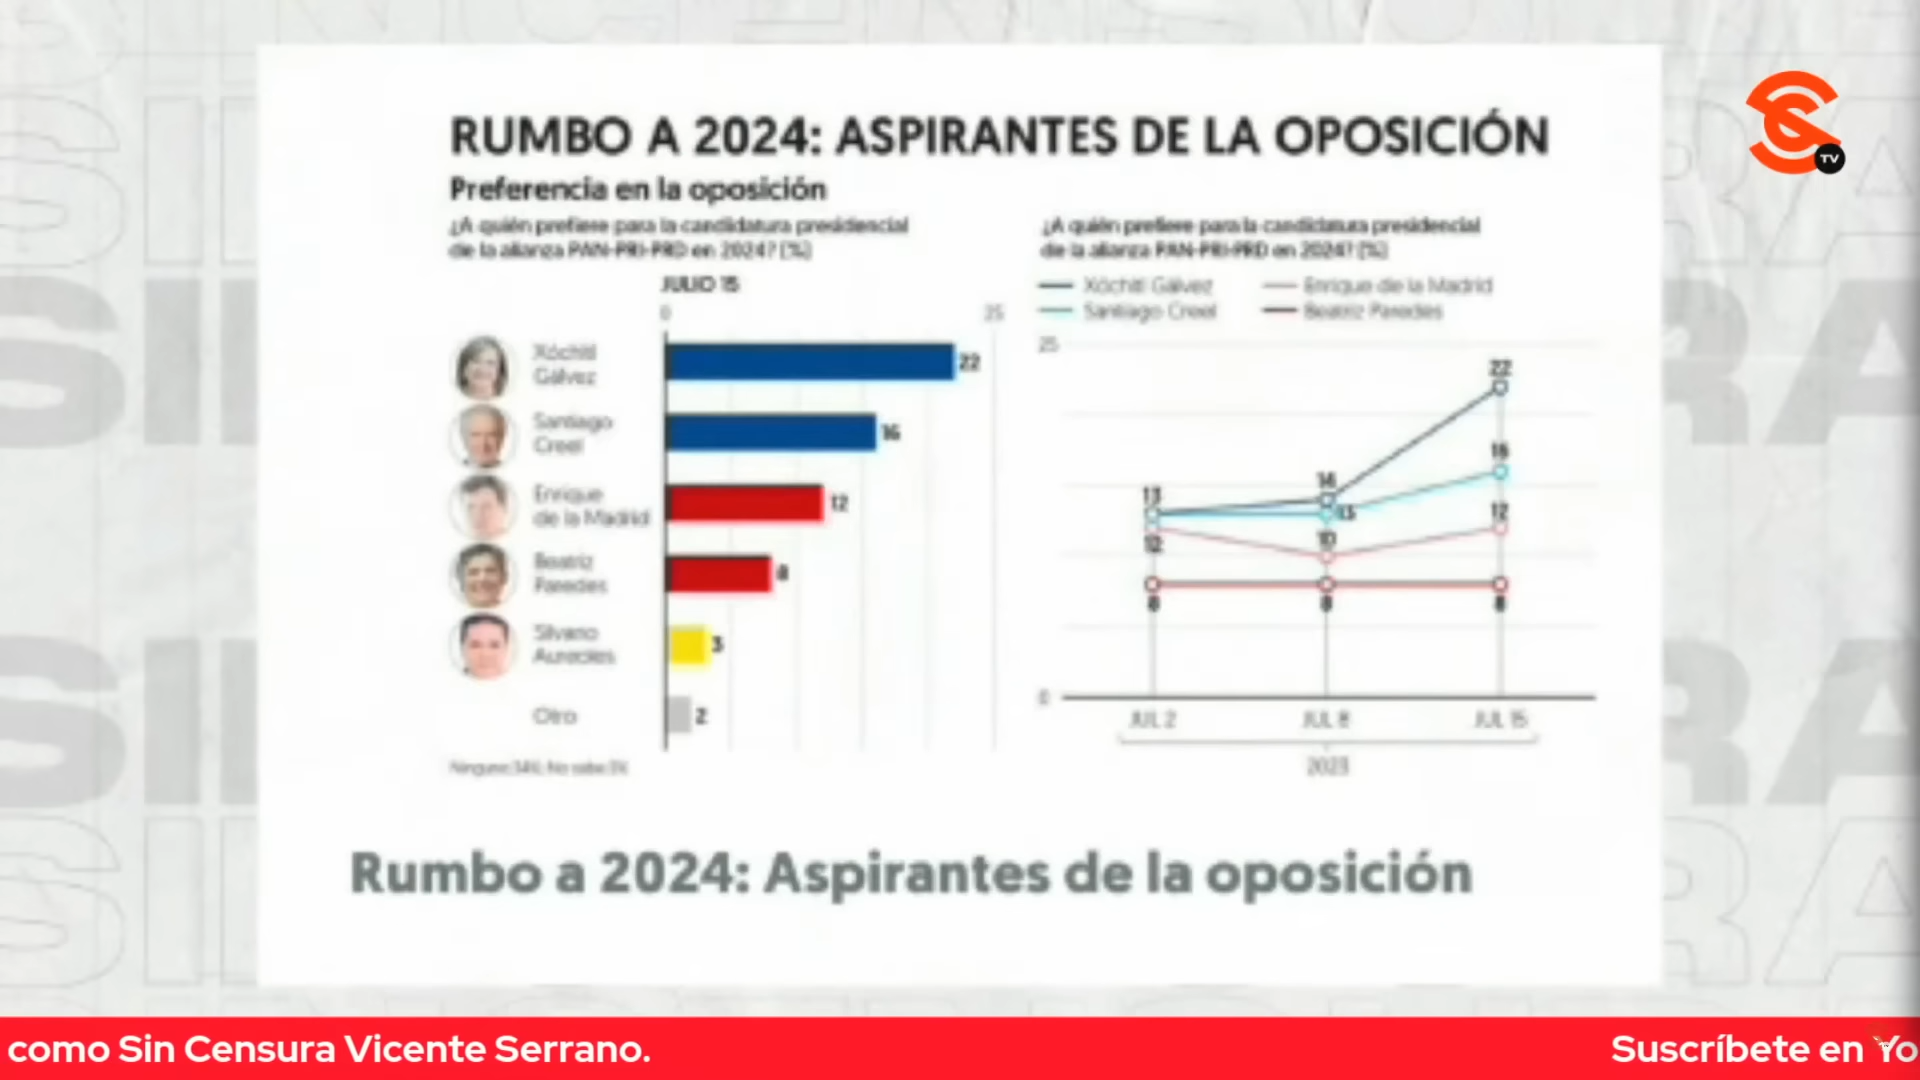 TV
RUMBO A 2024: ASPIRANTES DE LA OPOSICIÓN
Preferencia en la oposición
¿A quién prefiere para la candidatura presidencial
de la alianza PAN-PRI-PRD en 2024? [%]
JULIO 15
0 25
Xóchitl
Gálvez
22
Santiago
Creel
16
Enrique
de la Madrid
12
Beatriz
Paredes
8
Silvano
Aureoles
3
Otro
2
¿A quién prefiere para la candidatura presidencial
de la alianza PAN-PRI-PRD en 2024? [%]
Xóchitl Gálvez Enrique de la Madrid
Santiago Creel Beatriz Paredes
25
22
16
13 14
13 12
12 10
8 8 8
0
JUL 2 JUL 8 JUL 15
2023
Rumbo a 2024: Aspirantes de la oposición
como Sin Censura Vicente Serrano.
Suscríbete en Yo